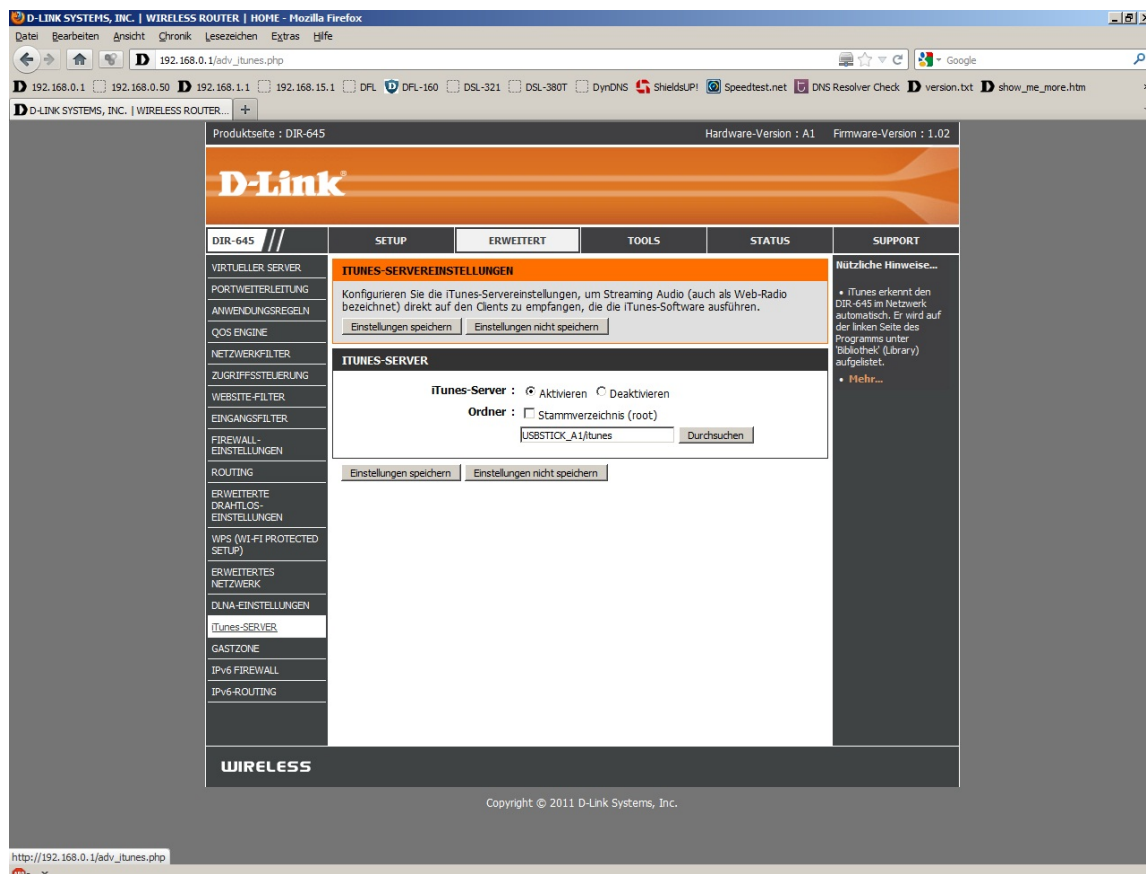 D-LINK SYSTEMS, INC. | WIRELESS ROUTER | HOME - Mozilla Firefox
Datei Bearbeiten Ansicht Chronik Lesezeichen Extras Hilfe
192.168.0.1/adv_itunes.php
Google
192.168.0.1 192.168.0.50 192.168.1.1 192.168.15.1 DFL DFL-160 DSL-321 DSL-380T DynDNS ShieldsUP! Speedtest.net DNS Resolver Check version.txt show_me_more.htm
D-LINK SYSTEMS, INC. | WIRELESS ROUTER... +
Produktseite : DIR-645 Hardware-Version : A1 Firmware-Version : 1.02
D-Link®
DIR-645 // SETUP ERWEITERT TOOLS STATUS SUPPORT
VIRTUELLER SERVER
PORTWEITERLEITUNG
ANWENDUNGSREGELN
QOS ENGINE
NETZWERKFILTER
ZUGRIFFSSTEUERUNG
WEBSITE-FILTER
EINGANGSFILTER
FIREWALL-
EINSTELLUNGEN
ROUTING
ERWEITERTE
DRAHTLOS-
EINSTELLUNGEN
WPS (WI-FI PROTECTED
SETUP)
ERWEITERTES
NETZWERK
DLNA-EINSTELLUNGEN
iTunes-SERVER
GASTZONE
IPv6 FIREWALL
IPv6-ROUTING
ITUNES-SERVEREINSTELLUNGEN
Konfigurieren Sie die iTunes-Servereinstellungen, um Streaming Audio (auch als Web-Radio
bezeichnet) direkt auf den Clients zu empfangen, die die iTunes-Software ausführen.
Einstellungen speichern Einstellungen nicht speichern
ITUNES-SERVER
iTunes-Server : Aktivieren Deaktivieren
Ordner : Stammverzeichnis (root)
USBSTICK_A1/itunes Durchsuchen
Einstellungen speichern Einstellungen nicht speichern
Nützliche Hinweise...
• iTunes erkennt den
DIR-645 im Netzwerk
automatisch. Er wird auf
der linken Seite des
Programms unter
'Bibliothek' (Library)
aufgelistet.
• Mehr...
WIRELESS
Copyright © 2011 D-Link Systems, Inc.
http://192.168.0.1/adv_itunes.php